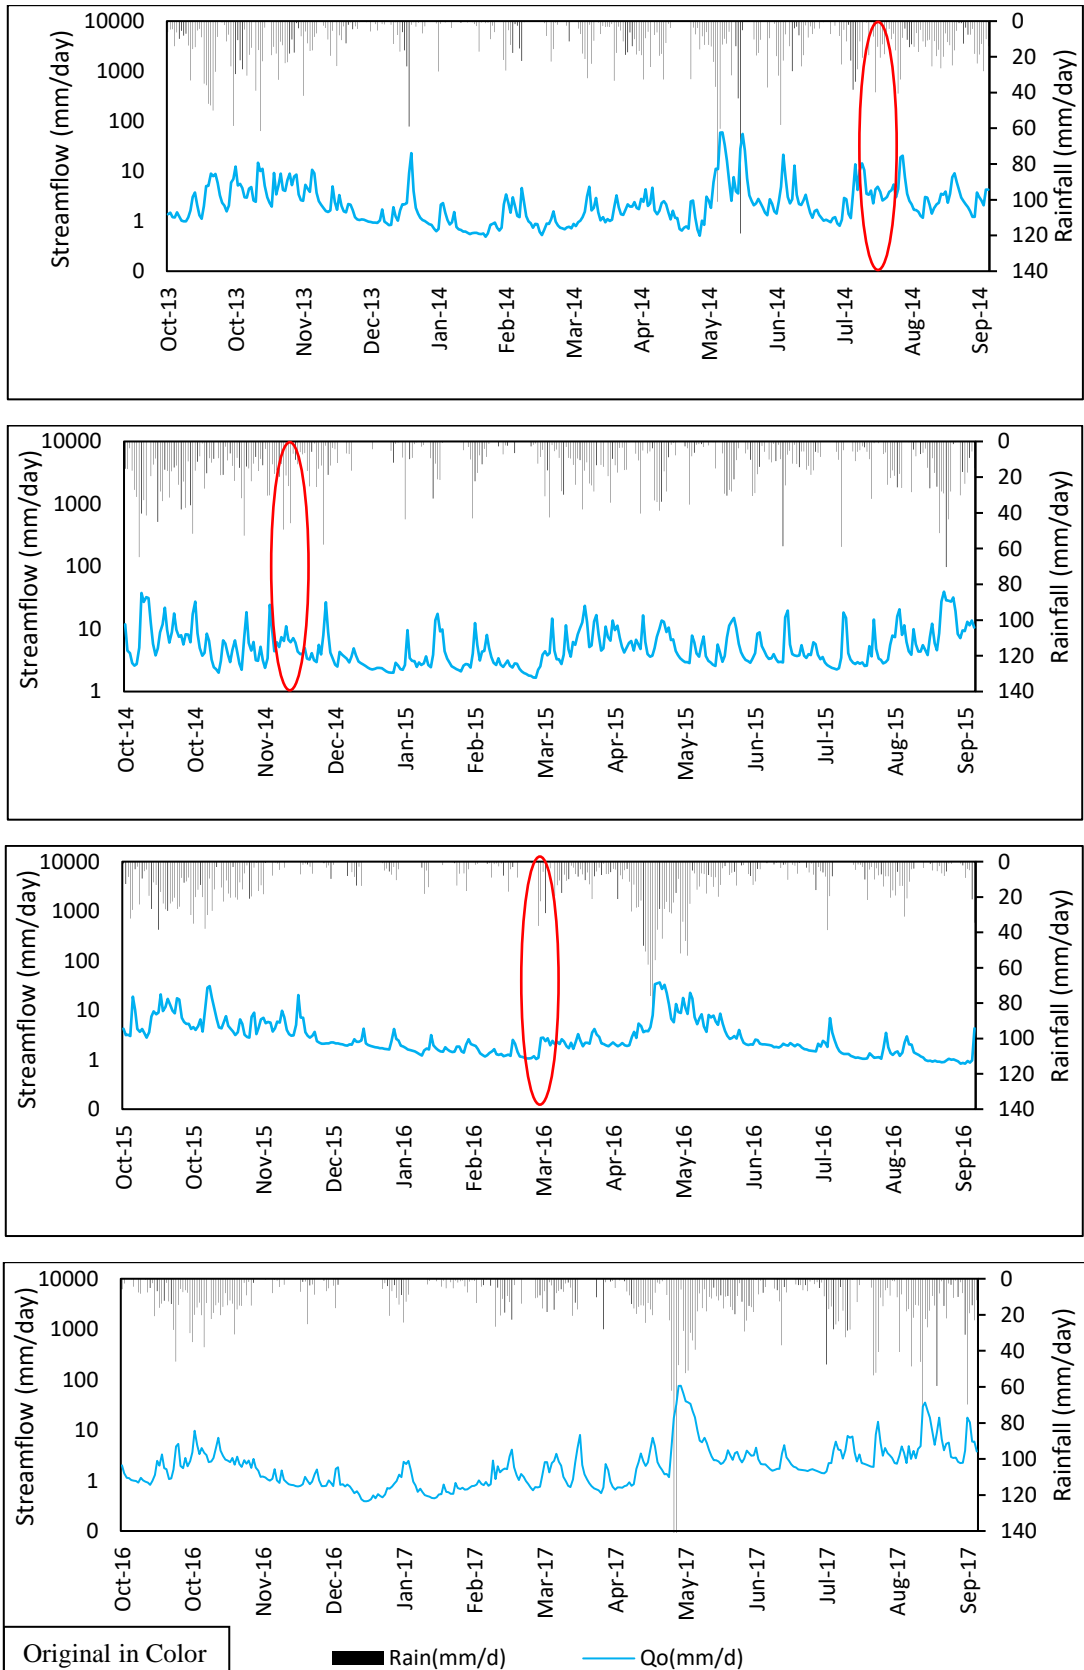 10000
1000
100
10
1
0
Streamflow (mm/day)
0
20
40
60
80
100
120
140
Rainfall (mm/day)
Oct-13
Oct-13
Nov-13
Dec-13
Jan-14
Feb-14
Mar-14
Apr-14
May-14
Jun-14
Jul-14
Aug-14
Sep-14
10000
1000
100
10
1
Streamflow (mm/day)
0
20
40
60
80
100
120
140
Rainfall (mm/day)
Oct-14
Oct-14
Nov-14
Dec-14
Jan-15
Feb-15
Mar-15
Apr-15
May-15
Jun-15
Jul-15
Aug-15
Sep-15
10000
1000
100
10
1
0
Streamflow (mm/day)
0
20
40
60
80
100
120
140
Rainfall (mm/day)
Oct-15
Oct-15
Nov-15
Dec-15
Jan-16
Feb-16
Mar-16
Apr-16
May-16
Jun-16
Jul-16
Aug-16
Sep-16
10000
1000
100
10
1
0
Streamflow (mm/day)
0
20
40
60
80
100
120
140
Rainfall (mm/day)
Oct-16
Oct-16
Nov-16
Dec-16
Jan-17
Feb-17
Mar-17
Apr-17
May-17
Jun-17
Jul-17
Aug-17
Sep-17
Original in Color
Rain(mm/d)
Qo(mm/d)